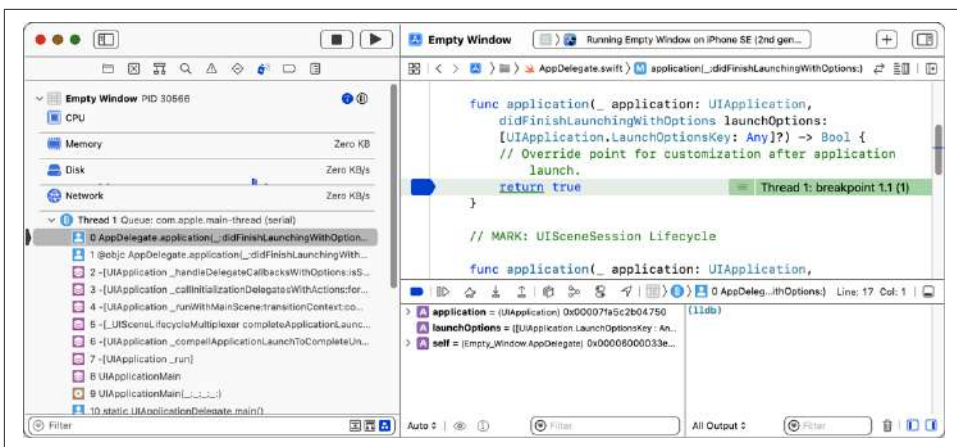 Empty Window
Running Empty Window on iPhone SE (2nd gen...
AppDelegate.swift
M application(_:didFinishLaunchingWithOptions:)
Empty Window PID 30566
CPU
Memory Zero KB
Disk Zero KB/s
Network Zero KB/s
Thread 1 Queue: com.apple.main-thread (serial)
0 AppDelegate.application(_:didFinishLaunchingWithOption...
1 @objc AppDelegate.application(_:didFinishLaunchingWith...
2 -[UIApplication _handleDelegateCallbacksWithOptions:isS...
3 -[UIApplication _callInitializationDelegatesWithActions:for...
4 -[UIApplication _runWithMainScene:transitionContext:co...
5 -[_UISceneLifecycleMultiplexer completeApplicationLaunc...
6 -[UIApplication _compellApplicationLaunchToCompleteUn...
7 -[UIApplication _run]
8 UIApplicationMain
9 UIApplicationMain(_:_:_:_:)
10 static UIApplicationDelegate.main()
Filter
func application(_ application: UIApplication,
didFinishLaunchingWithOptions launchOptions:
[UIApplication.LaunchOptionsKey: Any]?) -> Bool {
// Override point for customization after application
launch.
return true
Thread 1: breakpoint 1.1 (1)
}
// MARK: UISceneSession Lifecycle
func application(_ application: UIApplication,
0 AppDeleg...ithOptions:) Line: 17 Col: 1
A application = (UIApplication) 0x00007fa5c2b04750
A launchOptions = ([UIApplication.LaunchOptionsKey : An...
A self = (Empty_Window.AppDelegate) 0x00006000033e...
(lldb)
Auto
Filter
All Output
Filter